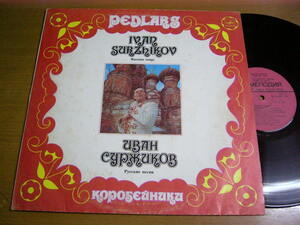 PEDLARS
IVAN
SURZHIKOV
Russian songs
ИВАН
СУРЖИКОВ
Русские песни
КОРОБЕЙНИКИ
МЕЛОДИЯ